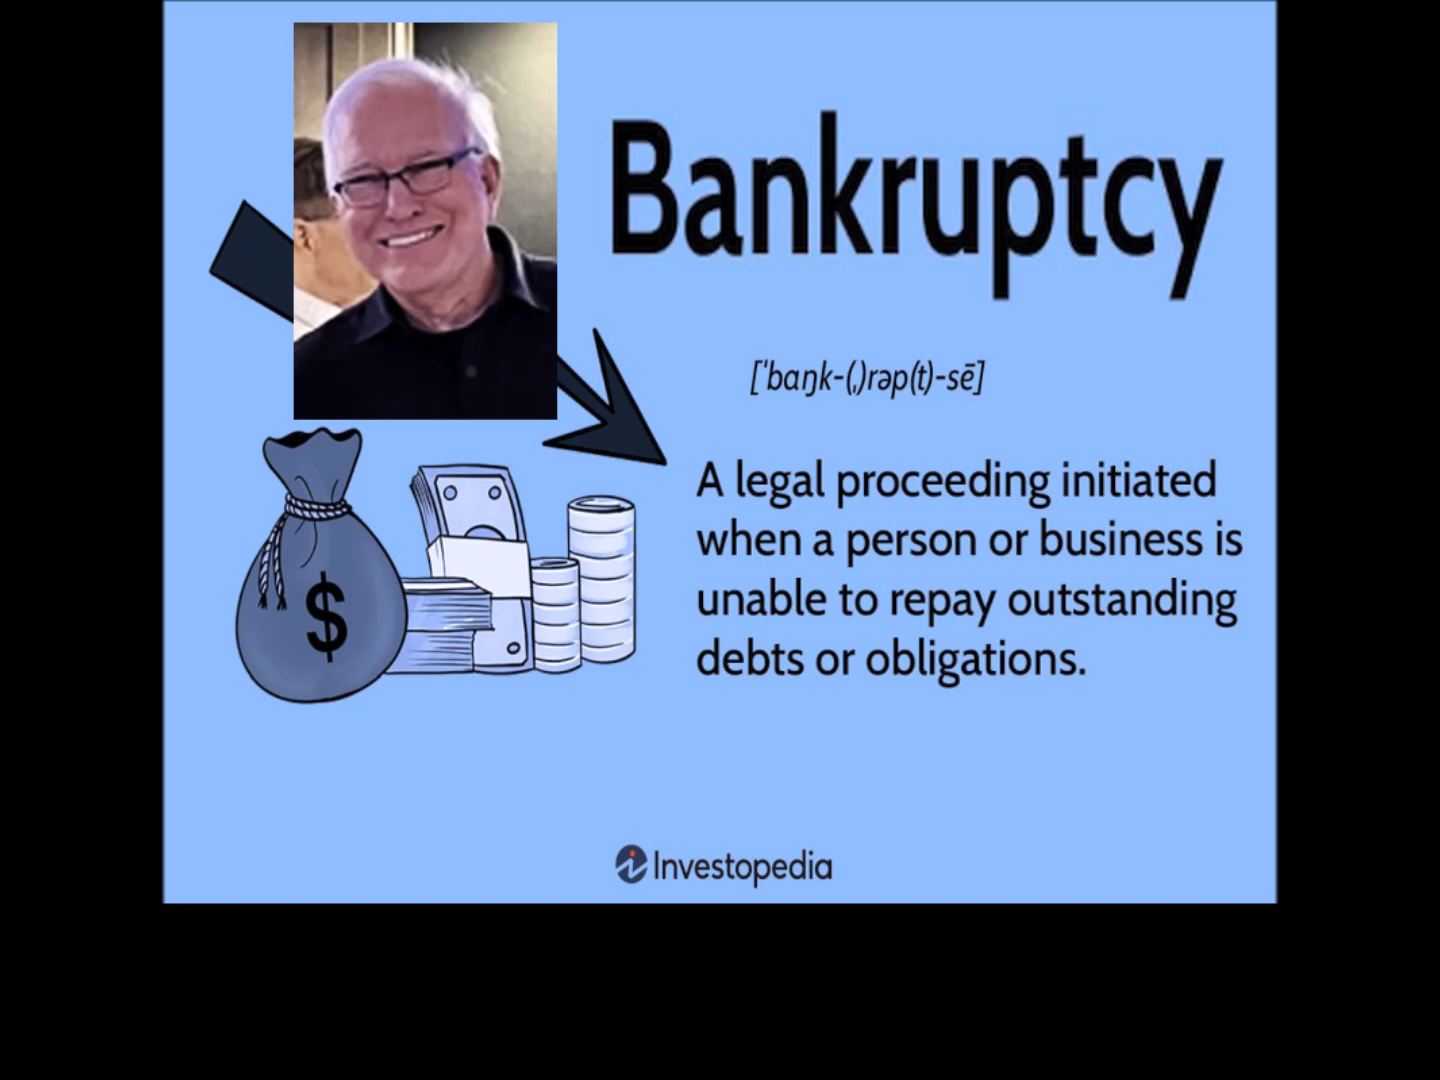 Bankruptcy
[ˈbaŋk-(ˌ)rəp(t)-sē]
A legal proceeding initiated
when a person or business is
unable to repay outstanding
debts or obligations.
$
Investopedia